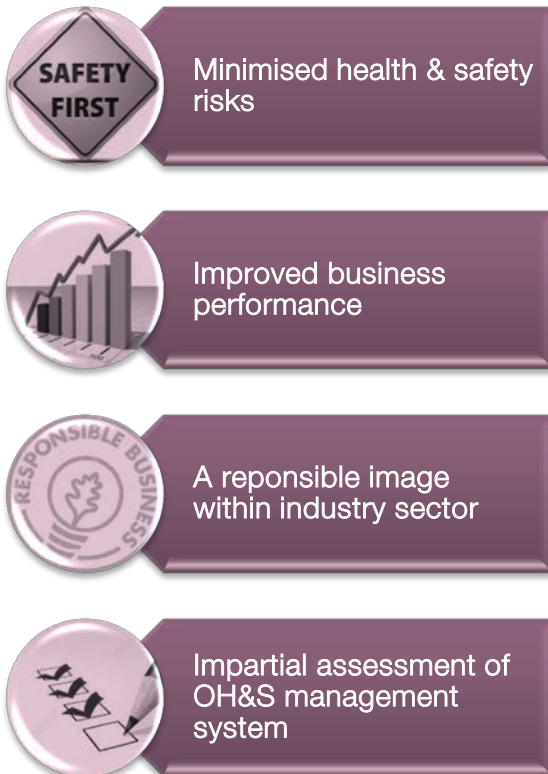 SAFETY
FIRST
Minimised health & safety
risks
Improved business
performance
RESPONSIBLE BUSINESS
A reponsible image
within industry sector
Impartial assessment of
OH&S management
system